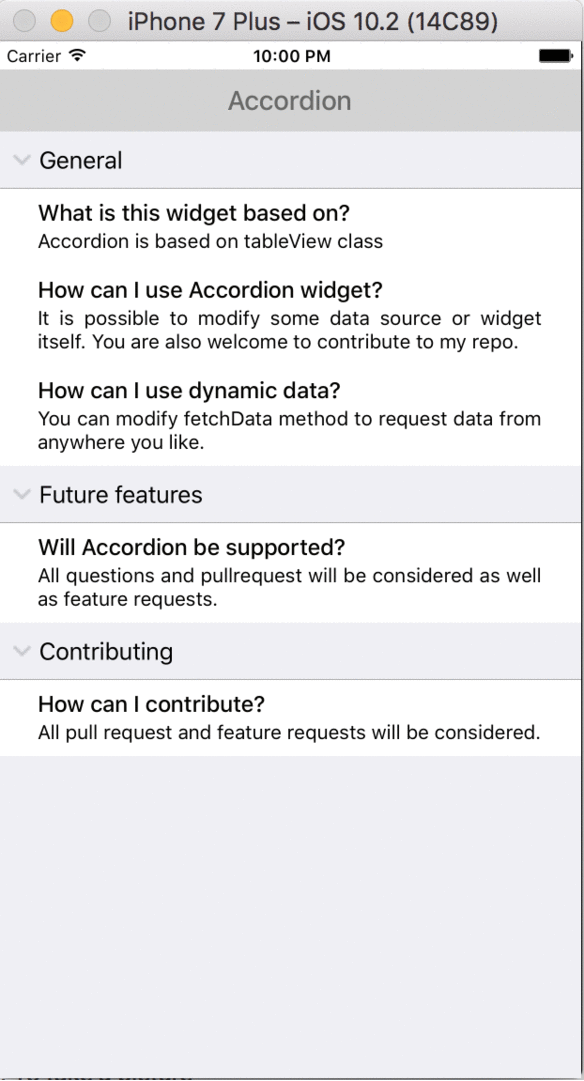 iPhone 7 Plus – iOS 10.2 (14C89)
Carrier 10:00 PM
Accordion
General
What is this widget based on?
Accordion is based on tableView class
How can I use Accordion widget?
It is possible to modify some data source or widget
itself. You are also welcome to contribute to my repo.
How can I use dynamic data?
You can modify fetchData method to request data from
anywhere you like.
Future features
Will Accordion be supported?
All questions and pullrequest will be considered as well
as feature requests.
Contributing
How can I contribute?
All pull request and feature requests will be considered.